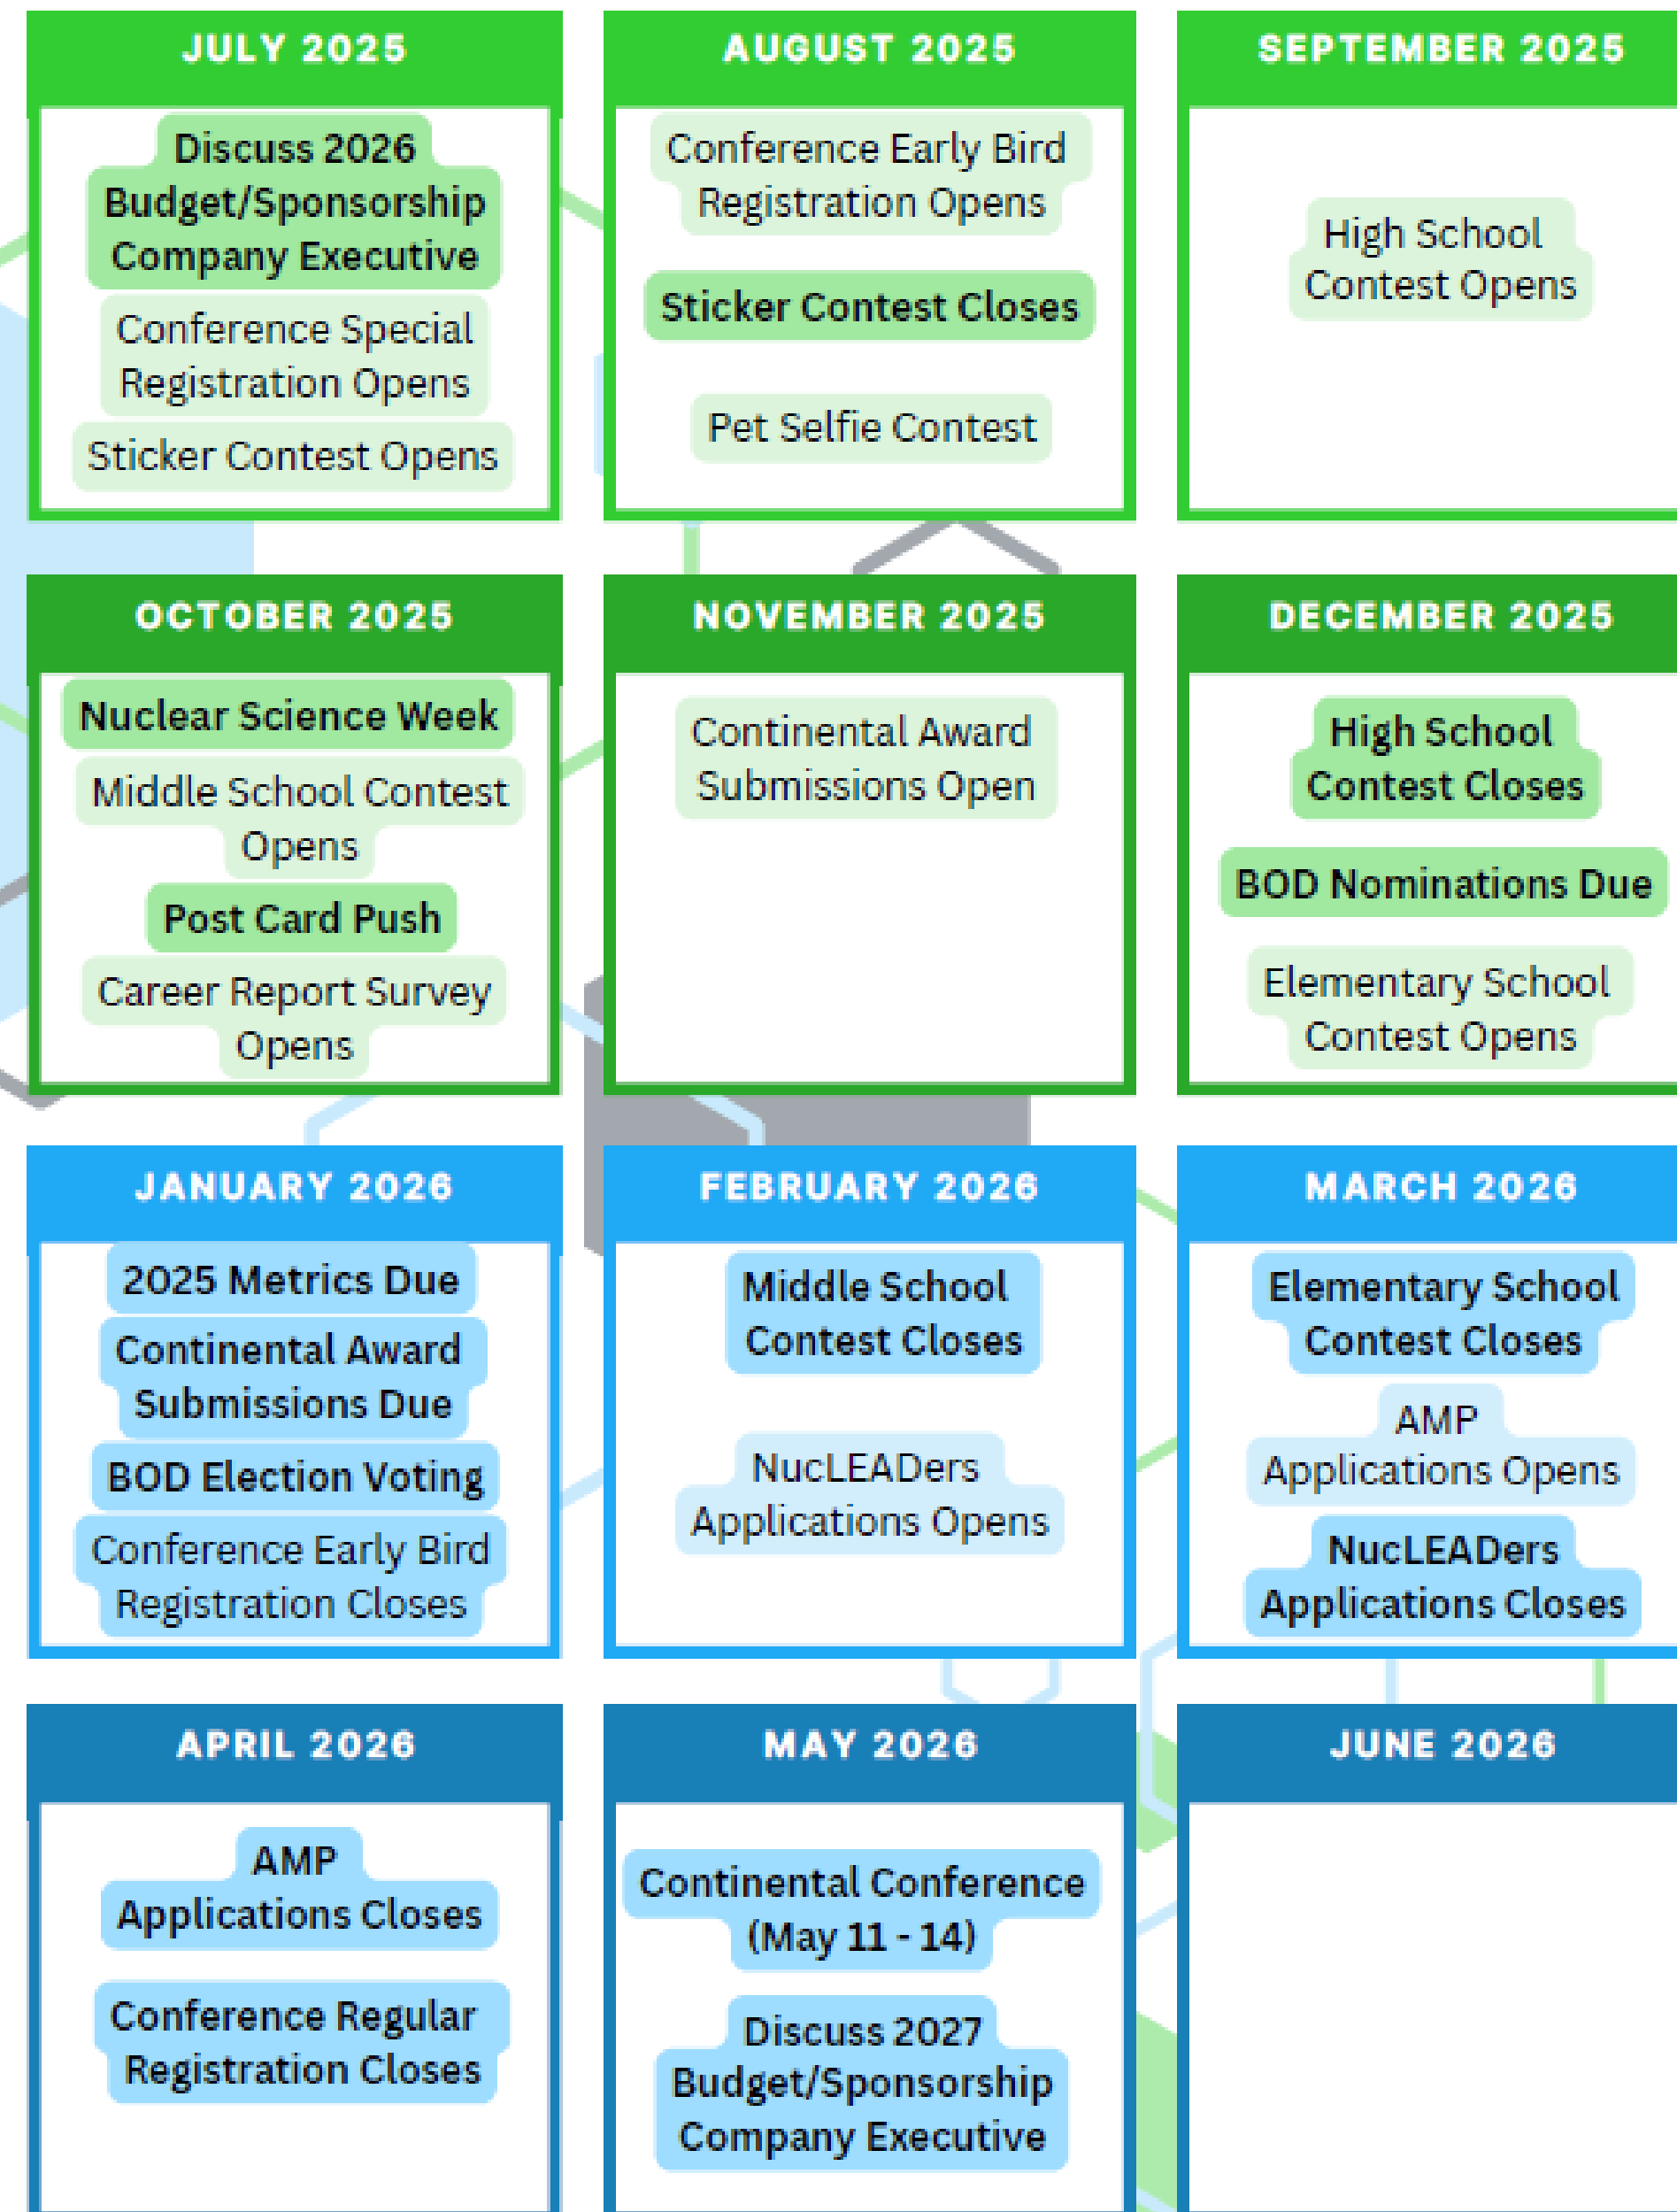 JULY 2025
Discuss 2026
Budget/Sponsorship
Company Executive
Conference Special
Registration Opens
Sticker Contest Opens
AUGUST 2025
Conference Early Bird
Registration Opens
Sticker Contest Closes
Pet Selfie Contest
SEPTEMBER 2025
High School
Contest Opens
OCTOBER 2025
Nuclear Science Week
Middle School Contest
Opens
Post Card Push
Career Report Survey
Opens
NOVEMBER 2025
Continental Award
Submissions Open
DECEMBER 2025
High School
Contest Closes
BOD Nominations Due
Elementary School
Contest Opens
JANUARY 2026
2025 Metrics Due
Continental Award
Submissions Due
BOD Election Voting
Conference Early Bird
Registration Closes
FEBRUARY 2026
Middle School
Contest Closes
NucLEADers
Applications Opens
MARCH 2026
Elementary School
Contest Closes
AMP
Applications Opens
NucLEADers
Applications Closes
APRIL 2026
AMP
Applications Closes
Conference Regular
Registration Closes
MAY 2026
Continental Conference
(May 11 - 14)
Discuss 2027
Budget/Sponsorship
Company Executive
JUNE 2026